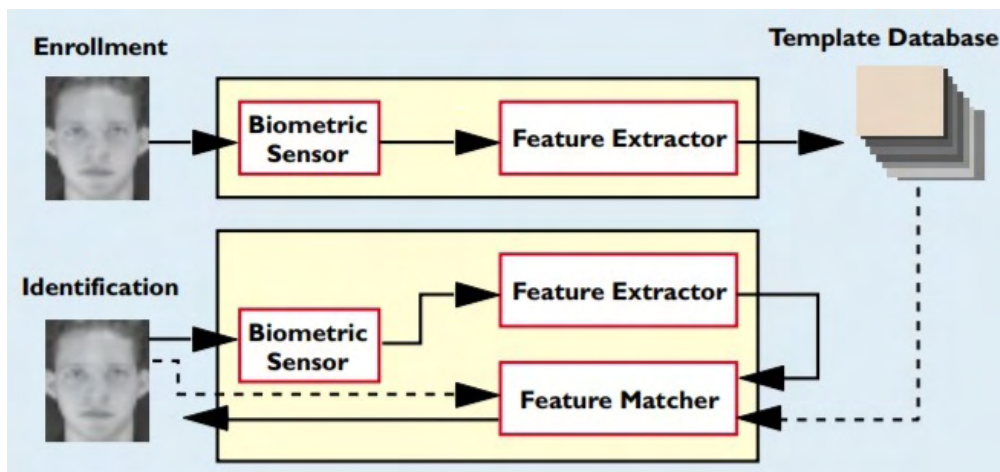 Enrollment
Template Database
Biometric
Sensor
Feature Extractor
Identification
Biometric
Sensor
Feature Extractor
Feature Matcher